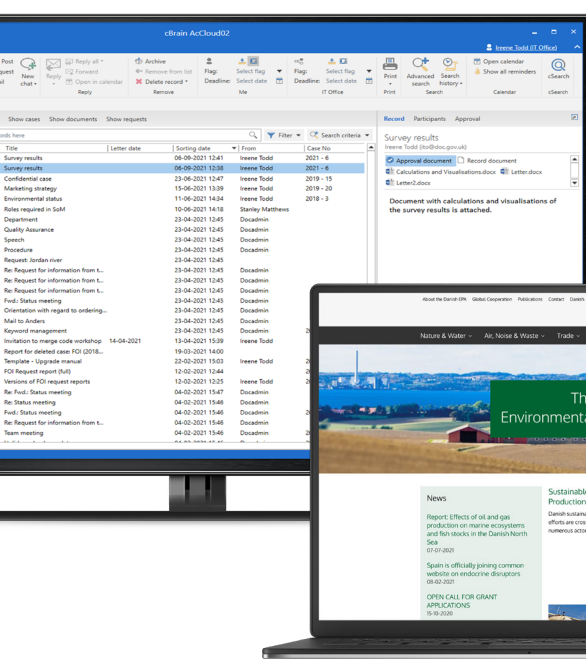 cBrain AcCloud02
Ireene Todd (IT Office)
Post
New chat
Reply
Reply all
Forward
Open in calendar
Reply
Archive
Remove from list
Delete record
Remove
Flag: Select flag
Deadline: Select date
Me
Flag: Select flag
Deadline: Select date
IT Office
Print
Print
Advanced search
Search history
Search
Open calendar
Show all reminders
Calendar
cSearch
cSearch
Show cases Show documents Show requests
Record Participants Approval
here
Filter Search criteria
Title Letter date Sorting date From Case No
Survey results 06-09-2021 12:41 Ireene Todd 2021 - 6
Survey results 06-09-2021 12:38 Ireene Todd 2021 - 6
Confidential case 23-06-2021 12:47 Ireene Todd 2019 - 15
Marketing strategy 15-06-2021 13:39 Ireene Todd 2019 - 20
Environmental status 11-06-2021 14:34 Ireene Todd 2018 - 3
Roles required in SoM 10-06-2021 14:18 Stanley Matthews
Department 23-04-2021 12:45 Docadmin
Quality Assurance 23-04-2021 12:45 Docadmin
Speech 23-04-2021 12:45 Docadmin
Procedure 23-04-2021 12:45 Docadmin
Request: Jordan river 23-04-2021 12:45 Docadmin
Re: Request for information from t... 23-04-2021 12:45 Docadmin
Re: Request for information from t... 23-04-2021 12:45 Docadmin
Re: Request for information from t... 23-04-2021 12:45 Docadmin
Fwd.: Status meeting 23-04-2021 12:45 Docadmin
Orientation with regard to ordering... 23-04-2021 12:45 Docadmin
Mail to Anders 23-04-2021 12:45 Docadmin
Keyword management 23-04-2021 12:45 Docadmin
Invitation to merge code workshop 14-04-2021 13-04-2021 15:39 Ireene Todd
Report for deleted case: FOI (2018... 19-03-2021 14:00
Template - Upgrade manual 22-02-2021 15:03 Ireene Todd
FOI Request report (full) 12-02-2021 12:44
Versions of FOI request reports 12-02-2021 12:25 Ireene Todd
Re: Fwd.: Status meeting 04-02-2021 15:47 Docadmin
Re: Status meeting 04-02-2021 15:46 Docadmin
Fwd.: Status meeting 04-02-2021 15:46 Docadmin
Re: Request for information from t... 04-02-2021 15:46 Docadmin
Team meeting 04-02-2021 15:46 Docadmin
Survey results
Ireene Todd (ito@doc.gov.uk)
Approval document Record document
Calculations and Visualisations.docx Letter.docx
Letter2.docx
Document with calculations and visualisations of
the survey results is attached.
About the Danish EPA Global Cooperation Publications Contact Danish
Nature & Water Air, Noise & Waste Trade
Th
Environmenta
News
Report: Effects of oil and gas
production on marine ecosystems
and fish stocks in the Danish North
Sea
07-07-2021
Spain is officially joining common
website on endocrine disruptors
08-02-2021
OPEN CALL FOR GRANT
APPLICATIONS
15-10-2020
Sustainable
Production
Danish sustaina
efforts are cros
numerous actor